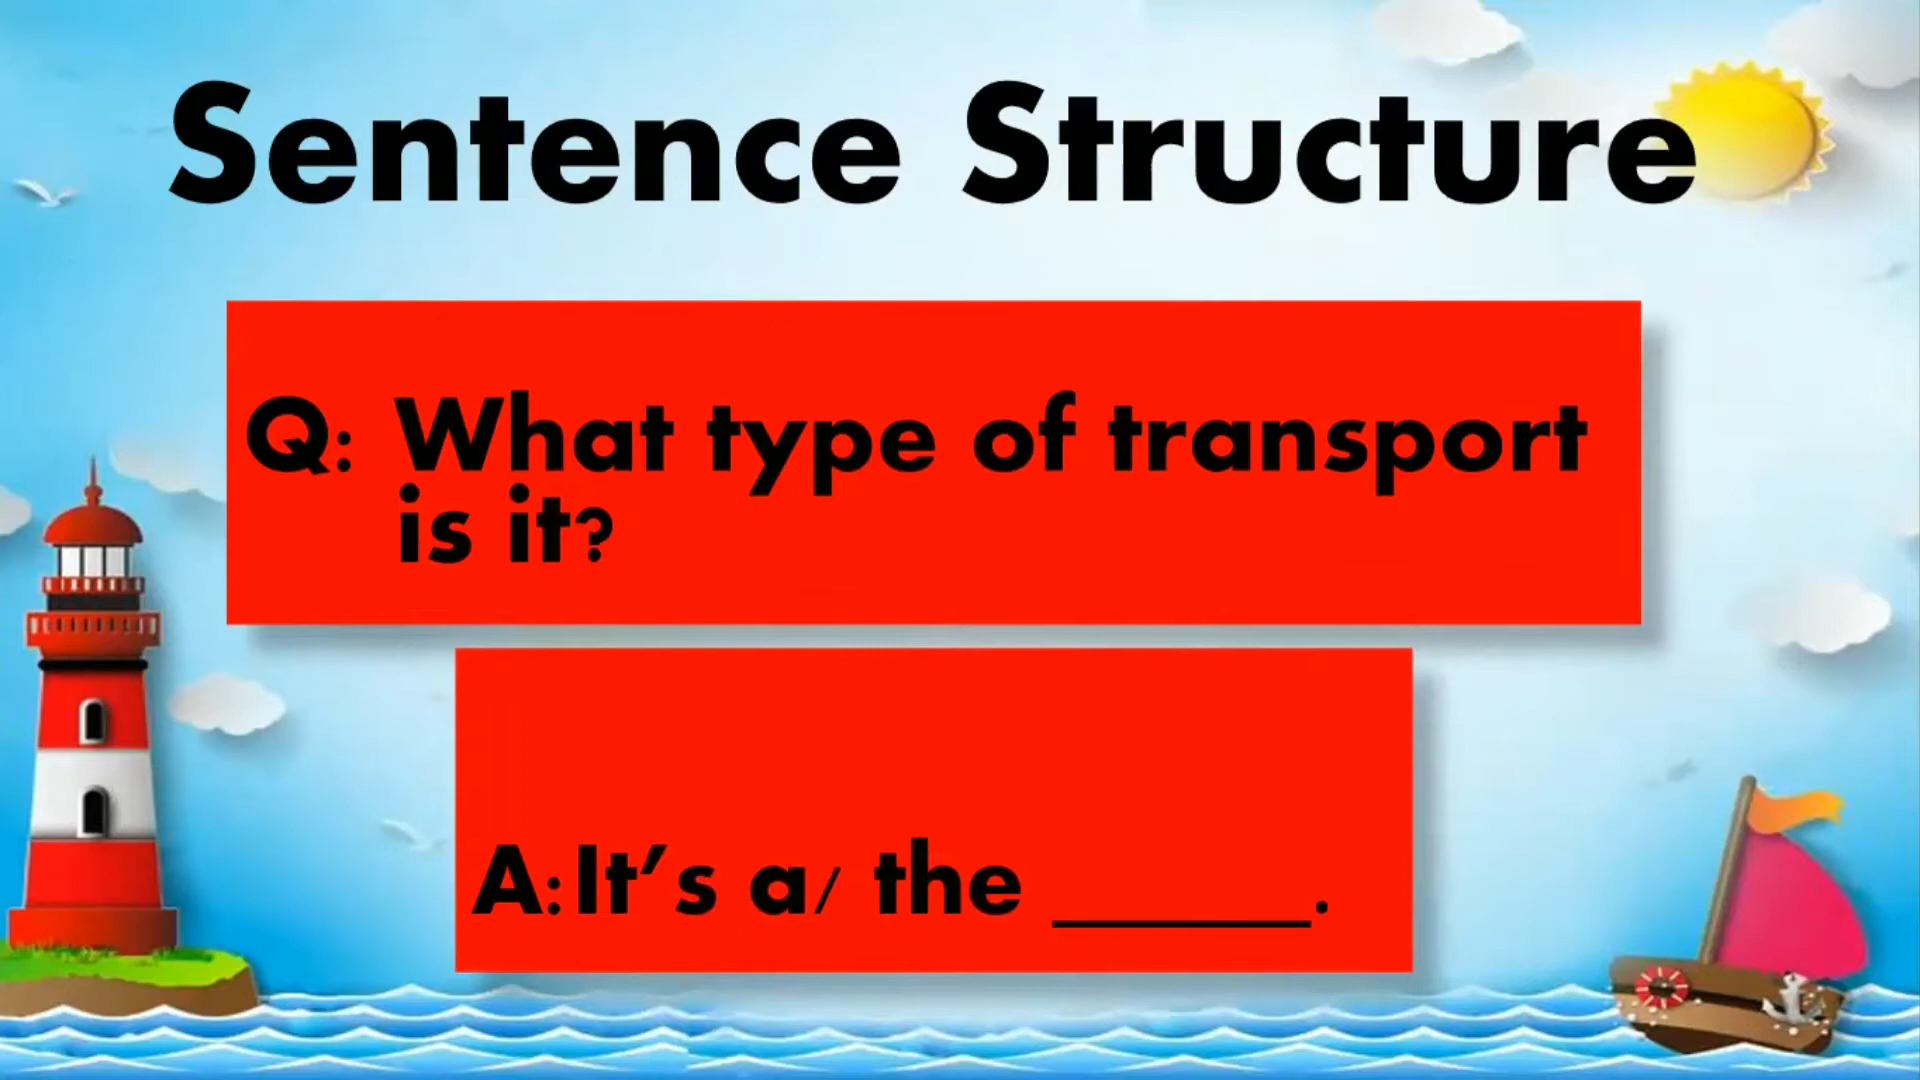 Sentence Structure
Q: What type of transport
is it?
A:It’s a/ the ______.